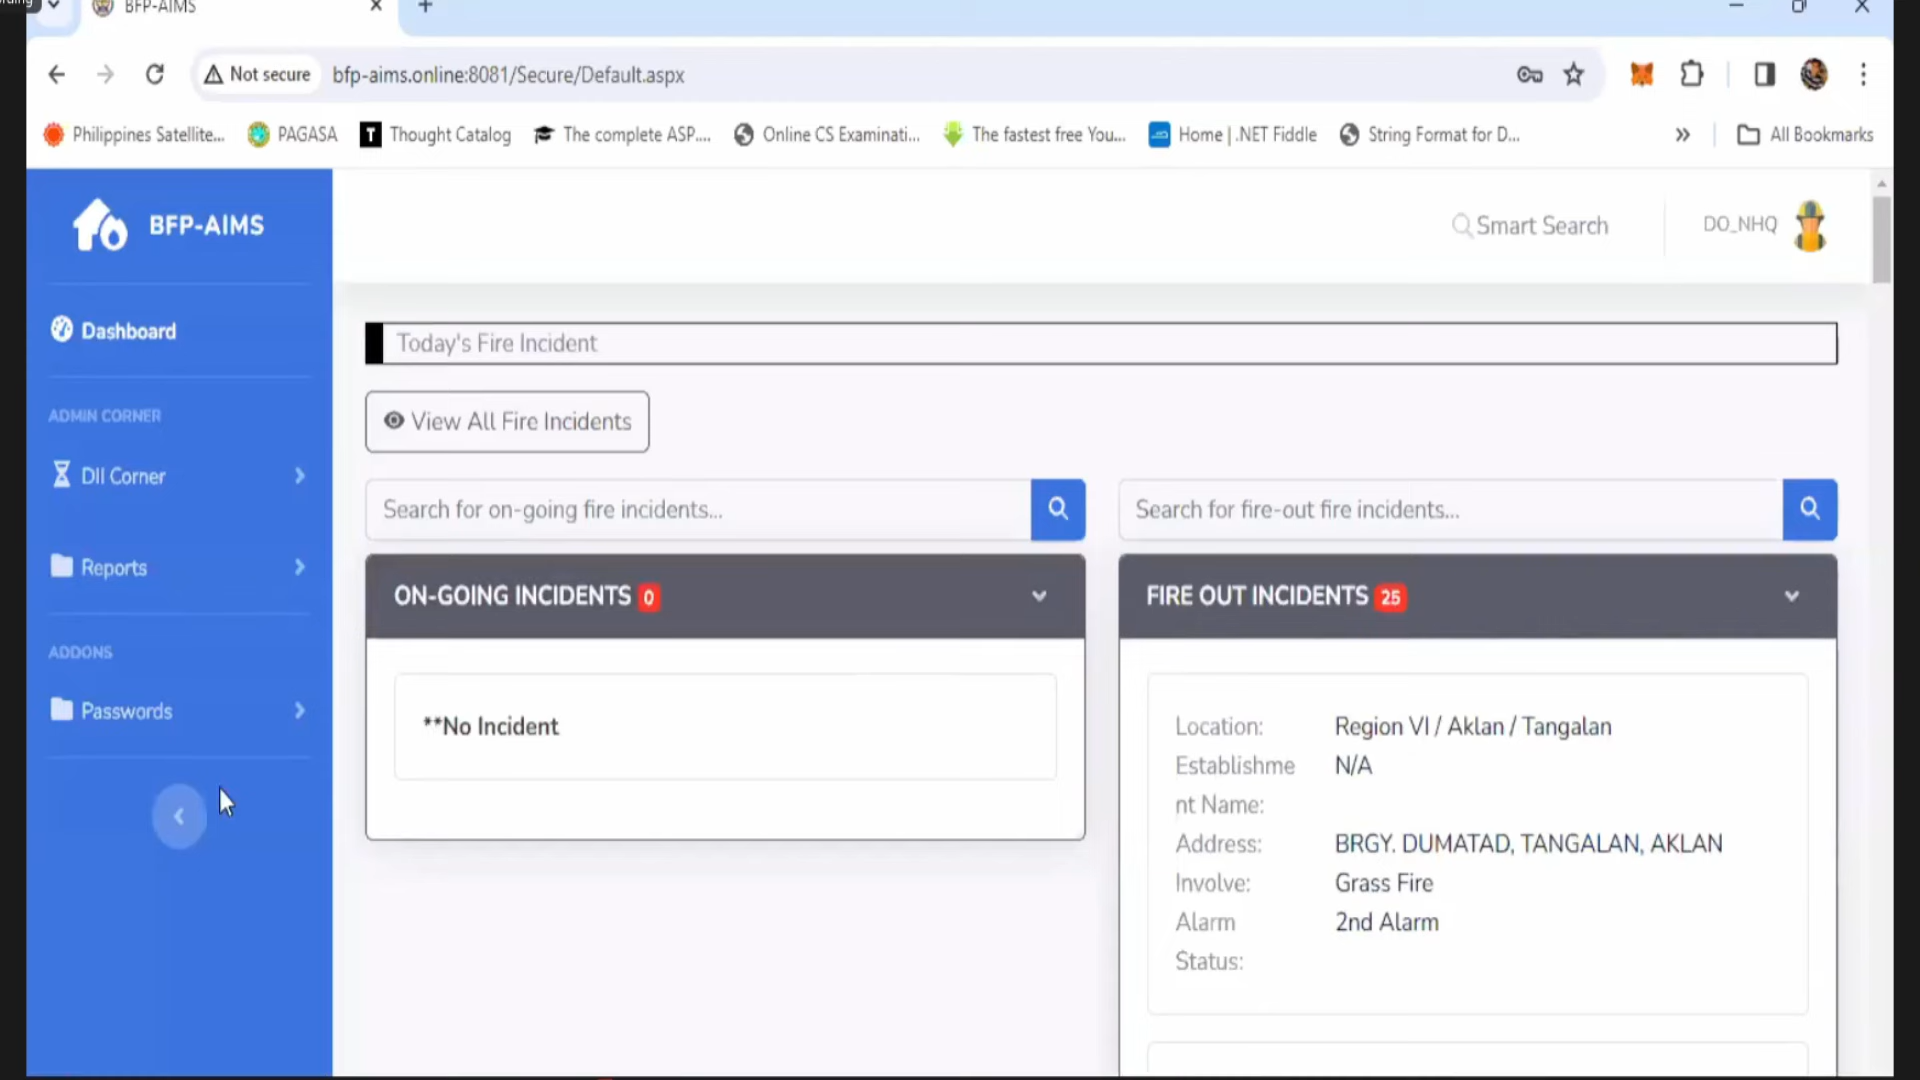 BFP-AIMS
Not secure
bfp-aims.online:8081/Secure/Default.aspx
Philippines Satellite...
PAGASA
Thought Catalog
The complete ASP....
Online CS Examinati...
The fastest free You...
Home | .NET Fiddle
String Format for D...
All Bookmarks
BFP-AIMS
Smart Search
DO_NHQ
Dashboard
ADMIN CORNER
DII Corner
Reports
ADDONS
Passwords
Today's Fire Incident
View All Fire Incidents
Search for on-going fire incidents...
Search for fire-out fire incidents...
ON-GOING INCIDENTS 0
**No Incident
FIRE OUT INCIDENTS 25
Location: Region VI / Aklan / Tangalan
Establishme N/A
nt Name:
Address: BRGY. DUMATAD, TANGALAN, AKLAN
Involve: Grass Fire
Alarm 2nd Alarm
Status: